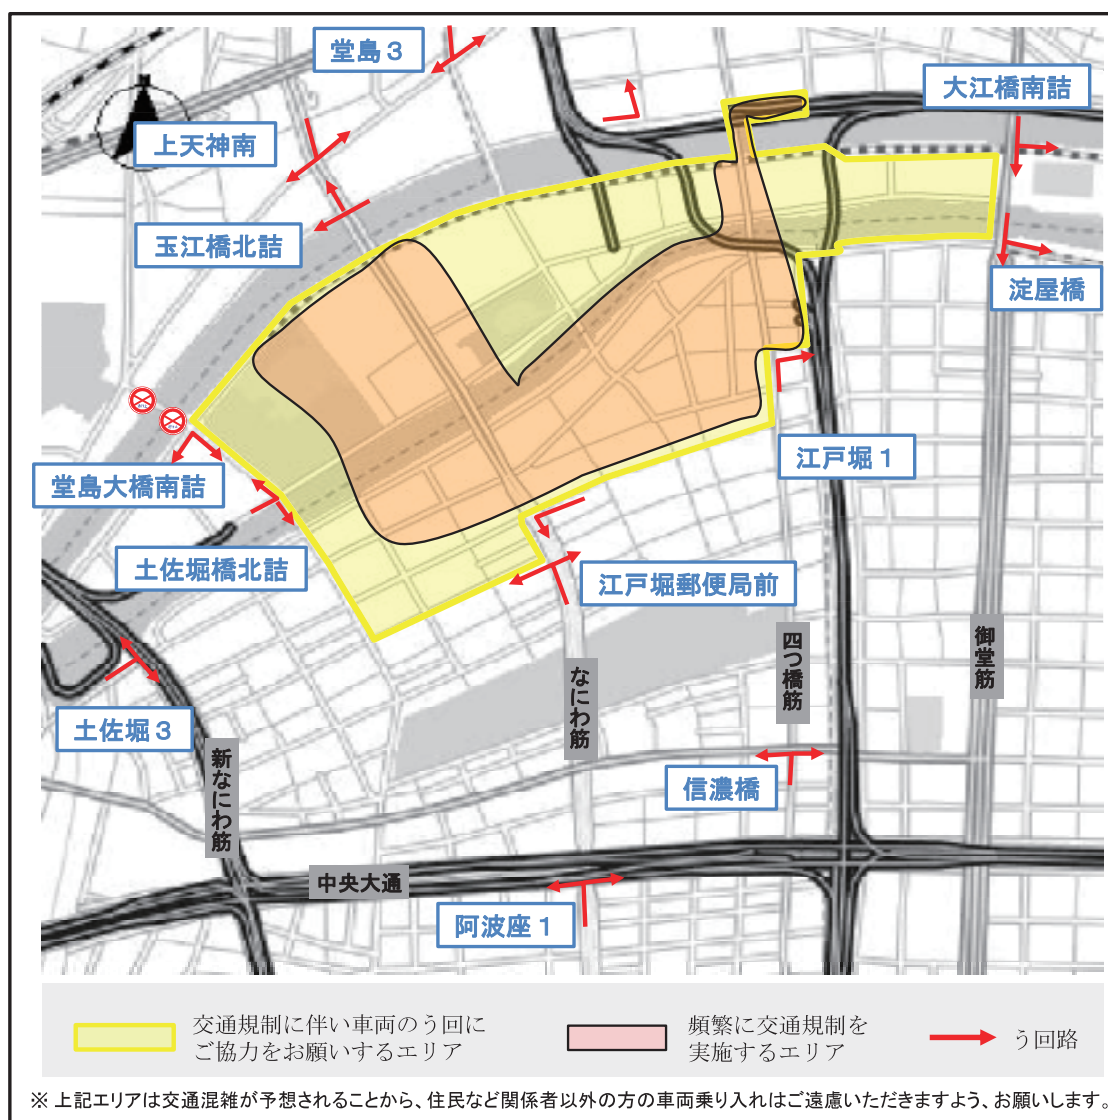 堂島3
大江橋南詰
上天神南
玉江橋北詰
淀屋橋
江戸堀1
堂島大橋南詰
土佐堀橋北詰
江戸堀郵便局前
土佐堀3
なにわ筋
四つ橋筋
御堂筋
新なにわ筋
信濃橋
中央大通
阿波座1
交通規制に伴い車両のう回に
ご協力をお願いするエリア
頻繁に交通規制を
実施するエリア
う回路
※ 上記エリアは交通混雑が予想されることから、住民など関係者以外の方の車両乗り入れはご遠慮いただきますよう、お願いします。